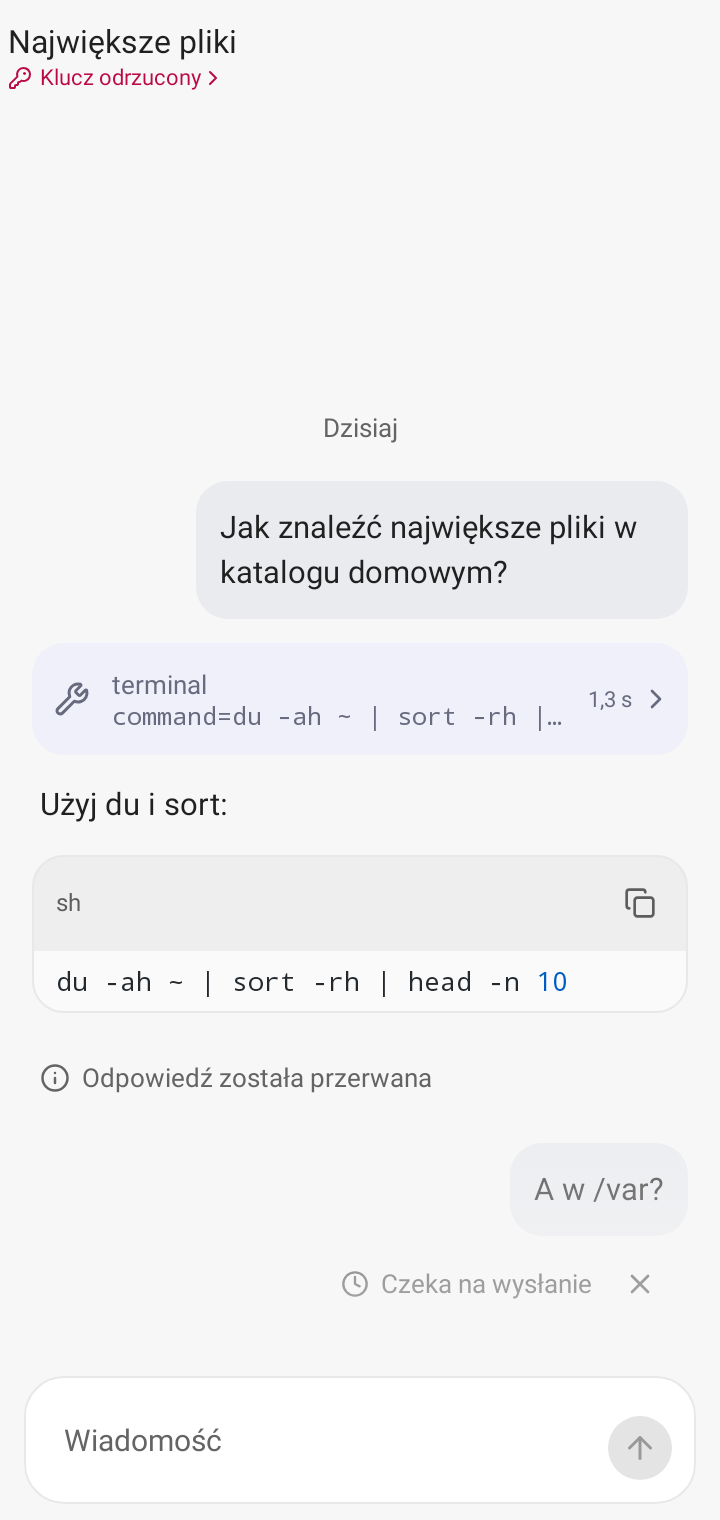 Największe pliki
Klucz odrzucony
Dzisiaj
Jak znaleźć największe pliki w
katalogu domowym?
terminal
command=du -ah ~ | sort -rh |…
1,3 s
Użyj du i sort:
sh
du -ah ~ | sort -rh | head -n 10
Odpowiedź została przerwana
A w /var?
Czeka na wysłanie
Wiadomość